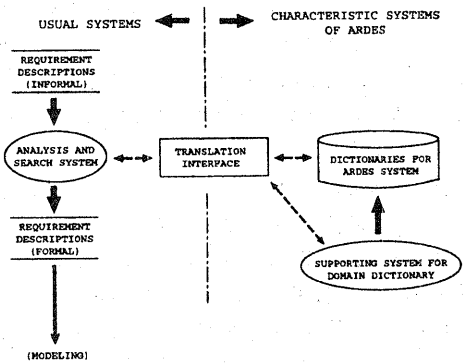 USUAL SYSTEMS
CHARACTERISTIC SYSTEMS
OF ARDES
REQUIREMENT
DESCRIPTIONS
(INFORMAL)
ANALYSIS AND
SEARCH SYSTEM
TRANSLATION
INTERFACE
DICTIONARIES FOR
ARDES SYSTEM
REQUIREMENT
DESCRIPTIONS
(FORMAL)
SUPPORTING SYSTEM FOR
DOMAIN DICTIONARY
(MODELING)